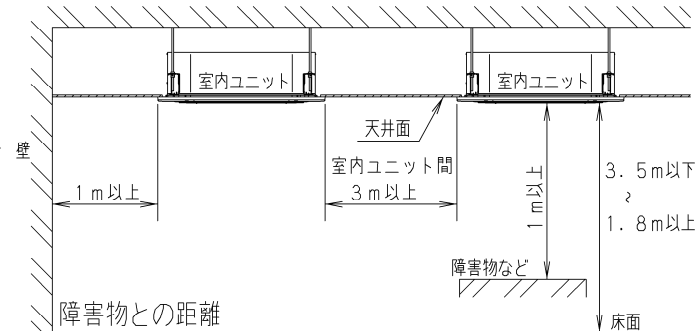 室内ユニット
室内ユニット
天井面
壁
室内ユニット間
1m以上
3m以上
1m以上
3.5m以下
~
1.8m以上
障害物など
障害物との距離
床面